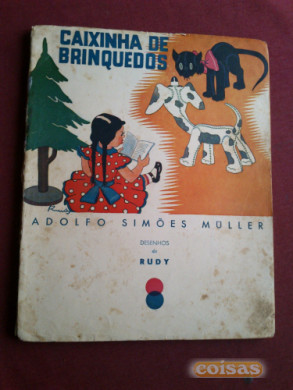 CAIXINHA DE
BRINQUEDOS
ADOLFO SIMÕES MÜLLER
DESENHOS
de
RUDY
coisas